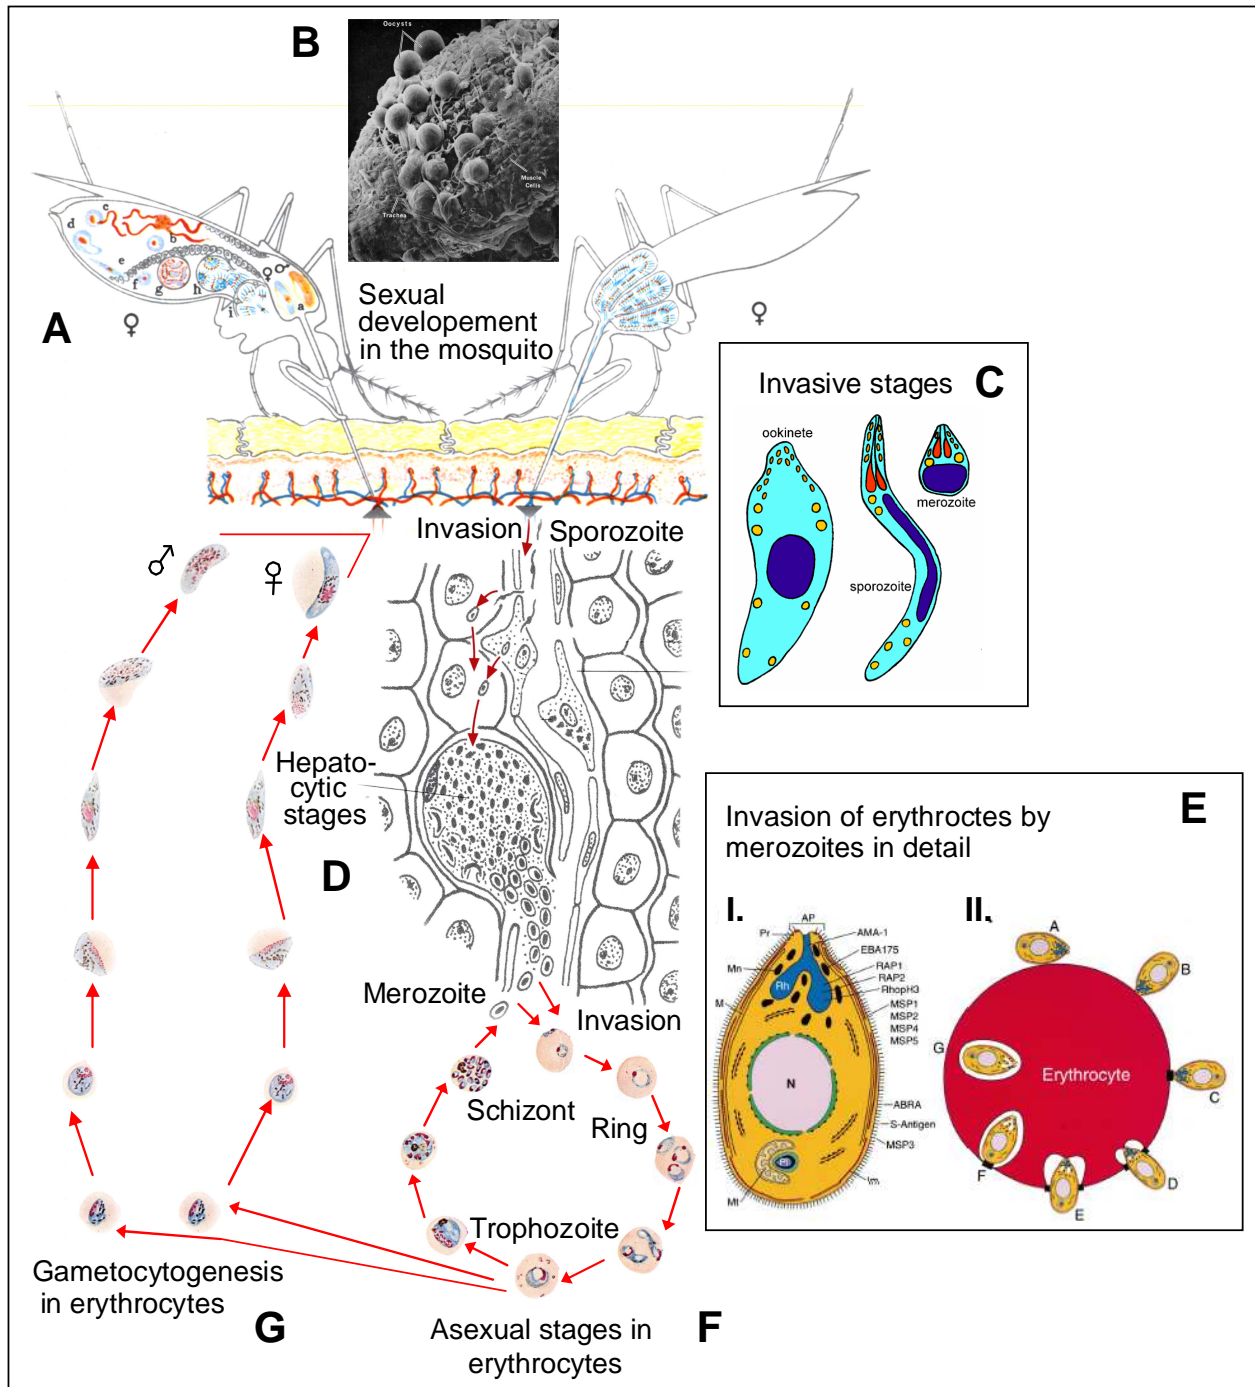 B
Oocysts
Muscle
Cells
Trachea
A
c
d
b
e
f
g
h
i
a
♀ ♂
♀
♀
Sexual
developement
in the mosquito
Invasive stages
C
ookinete
merozoite
sporozoite
Invasion
Sporozoite
♂
♀
Hepato-
cytic
stages
D
Merozoite
Invasion
Schizont
Ring
Trophozoite
Gametocytogenesis
in erythrocytes
G
Asexual stages in
erythrocytes
F
Invasion of erythroctes by
merozoites in detail
E
I.
AP
Pr
AMA-1
EBA175
Mn
RAP1
RAP2
Rh
RhopH3
M
MSP1
MSP2
MSP4
MSP5
N
ABRA
S-Antigen
MSP3
Pl
Mt
Im
II.
A
B
G
Erythrocyte
C
F
D
E